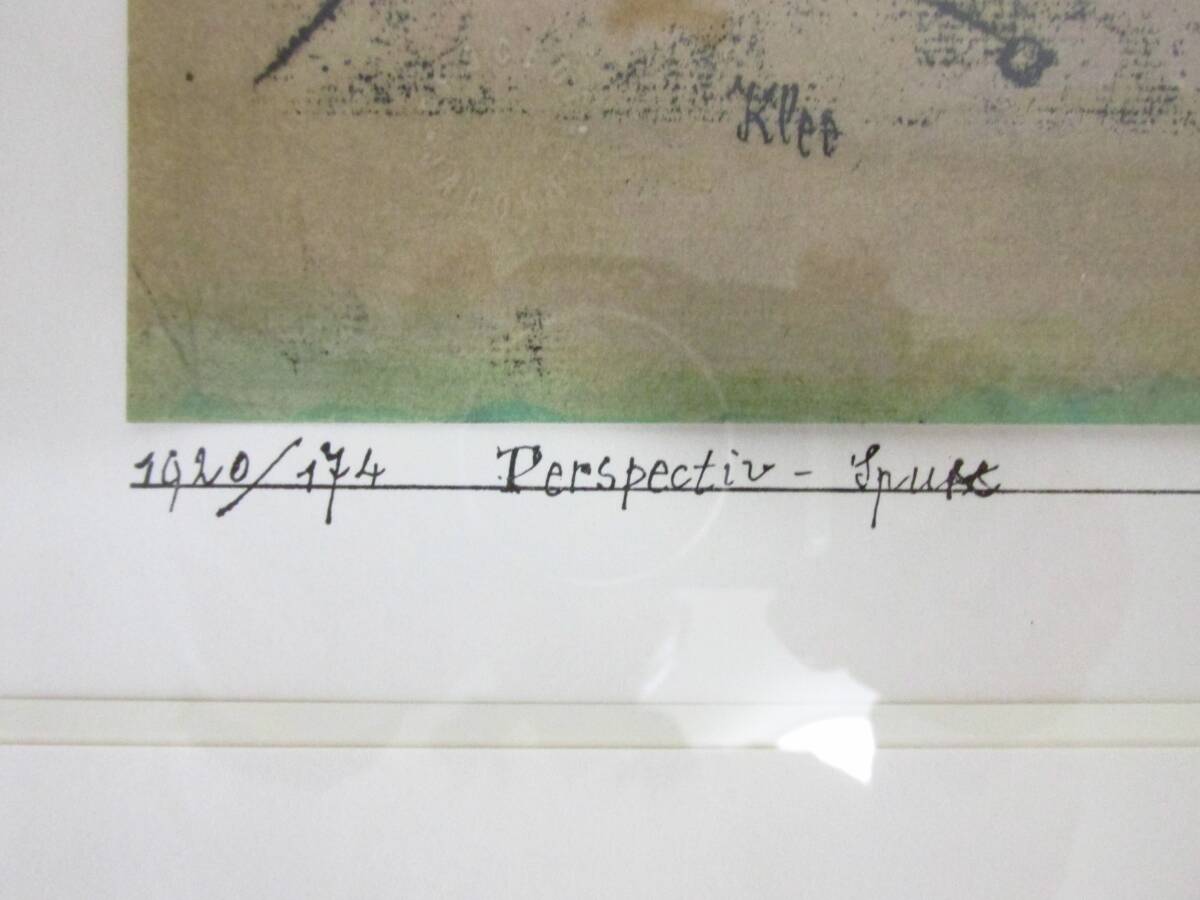 Klee
1920/174 Perspectiv - Spuk